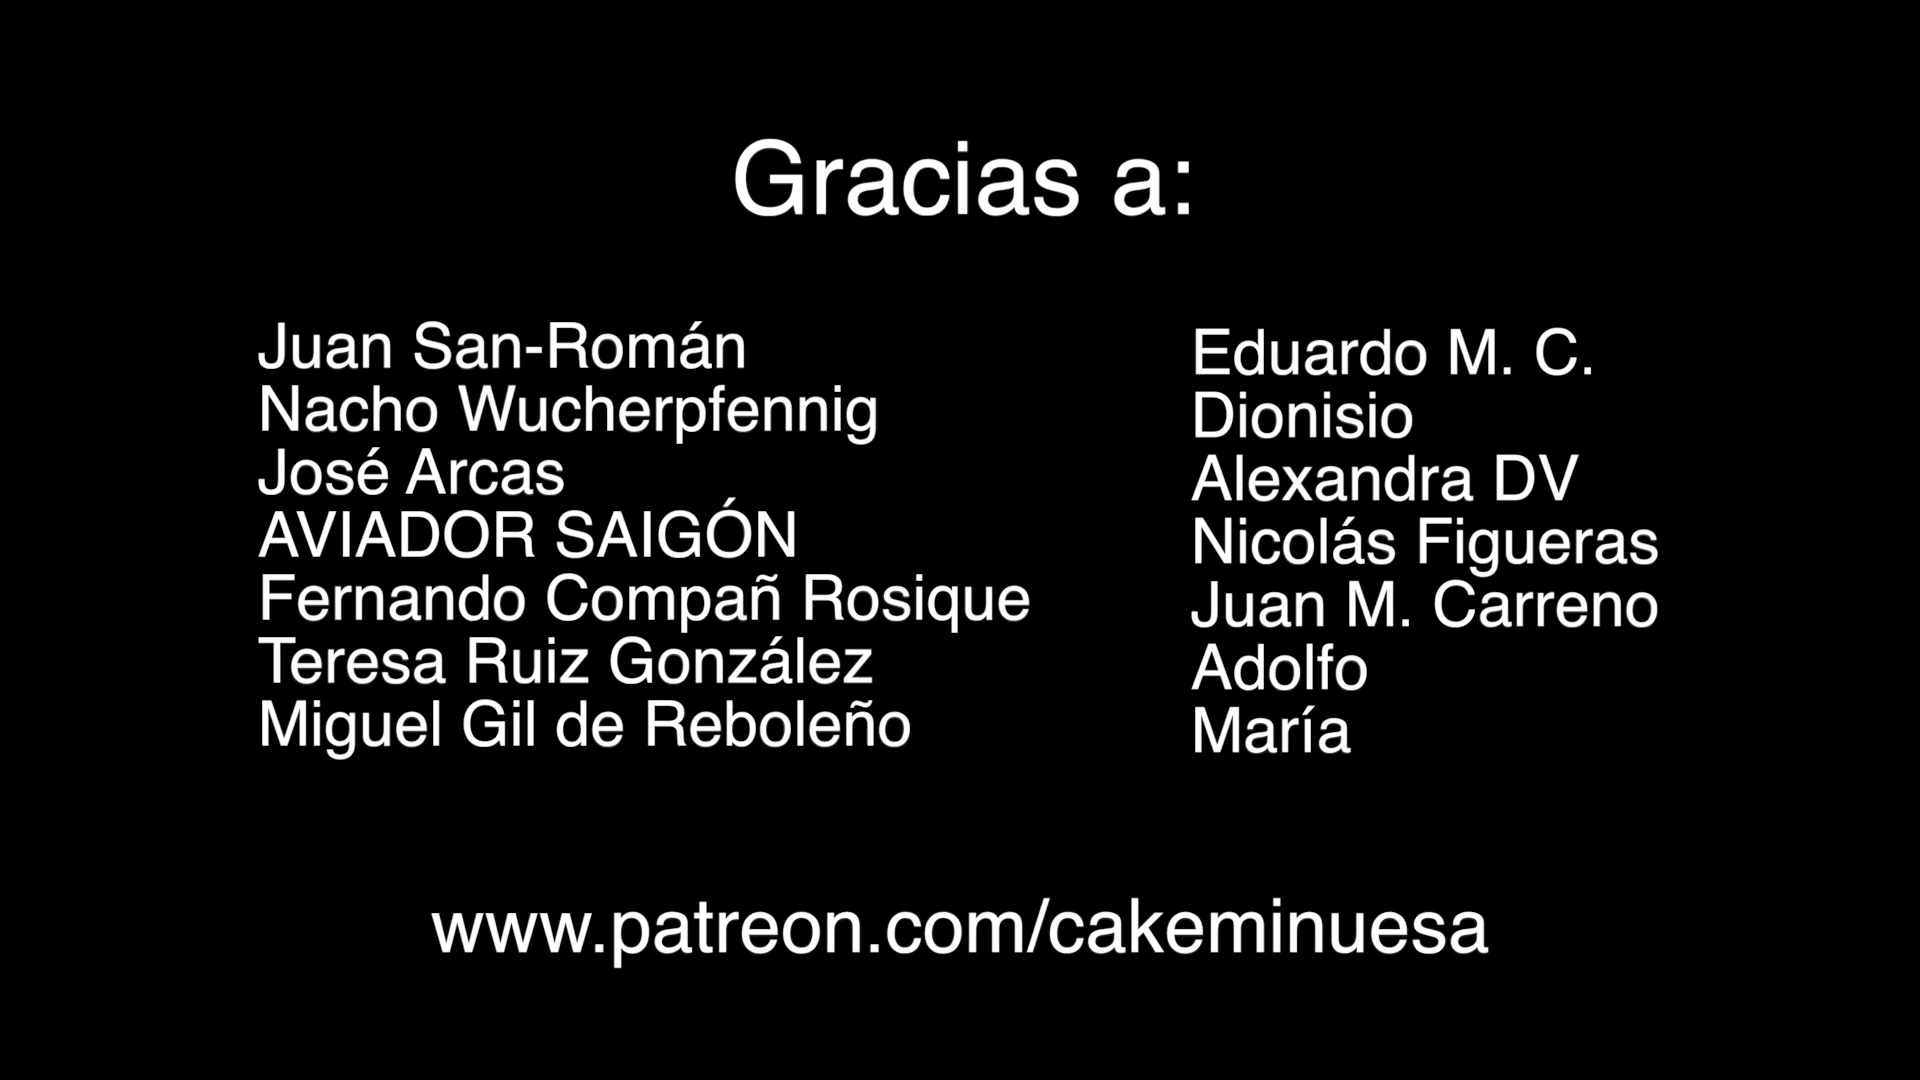 Gracias a:
Juan San-Román
Nacho Wucherpfennig
José Arcas
AVIADOR SAIGÓN
Fernando Compañ Rosique
Teresa Ruiz González
Miguel Gil de Reboleño
Eduardo M. C.
Dionisio
Alexandra DV
Nicolás Figueras
Juan M. Carreno
Adolfo
María
www.patreon.com/cakeminuesa